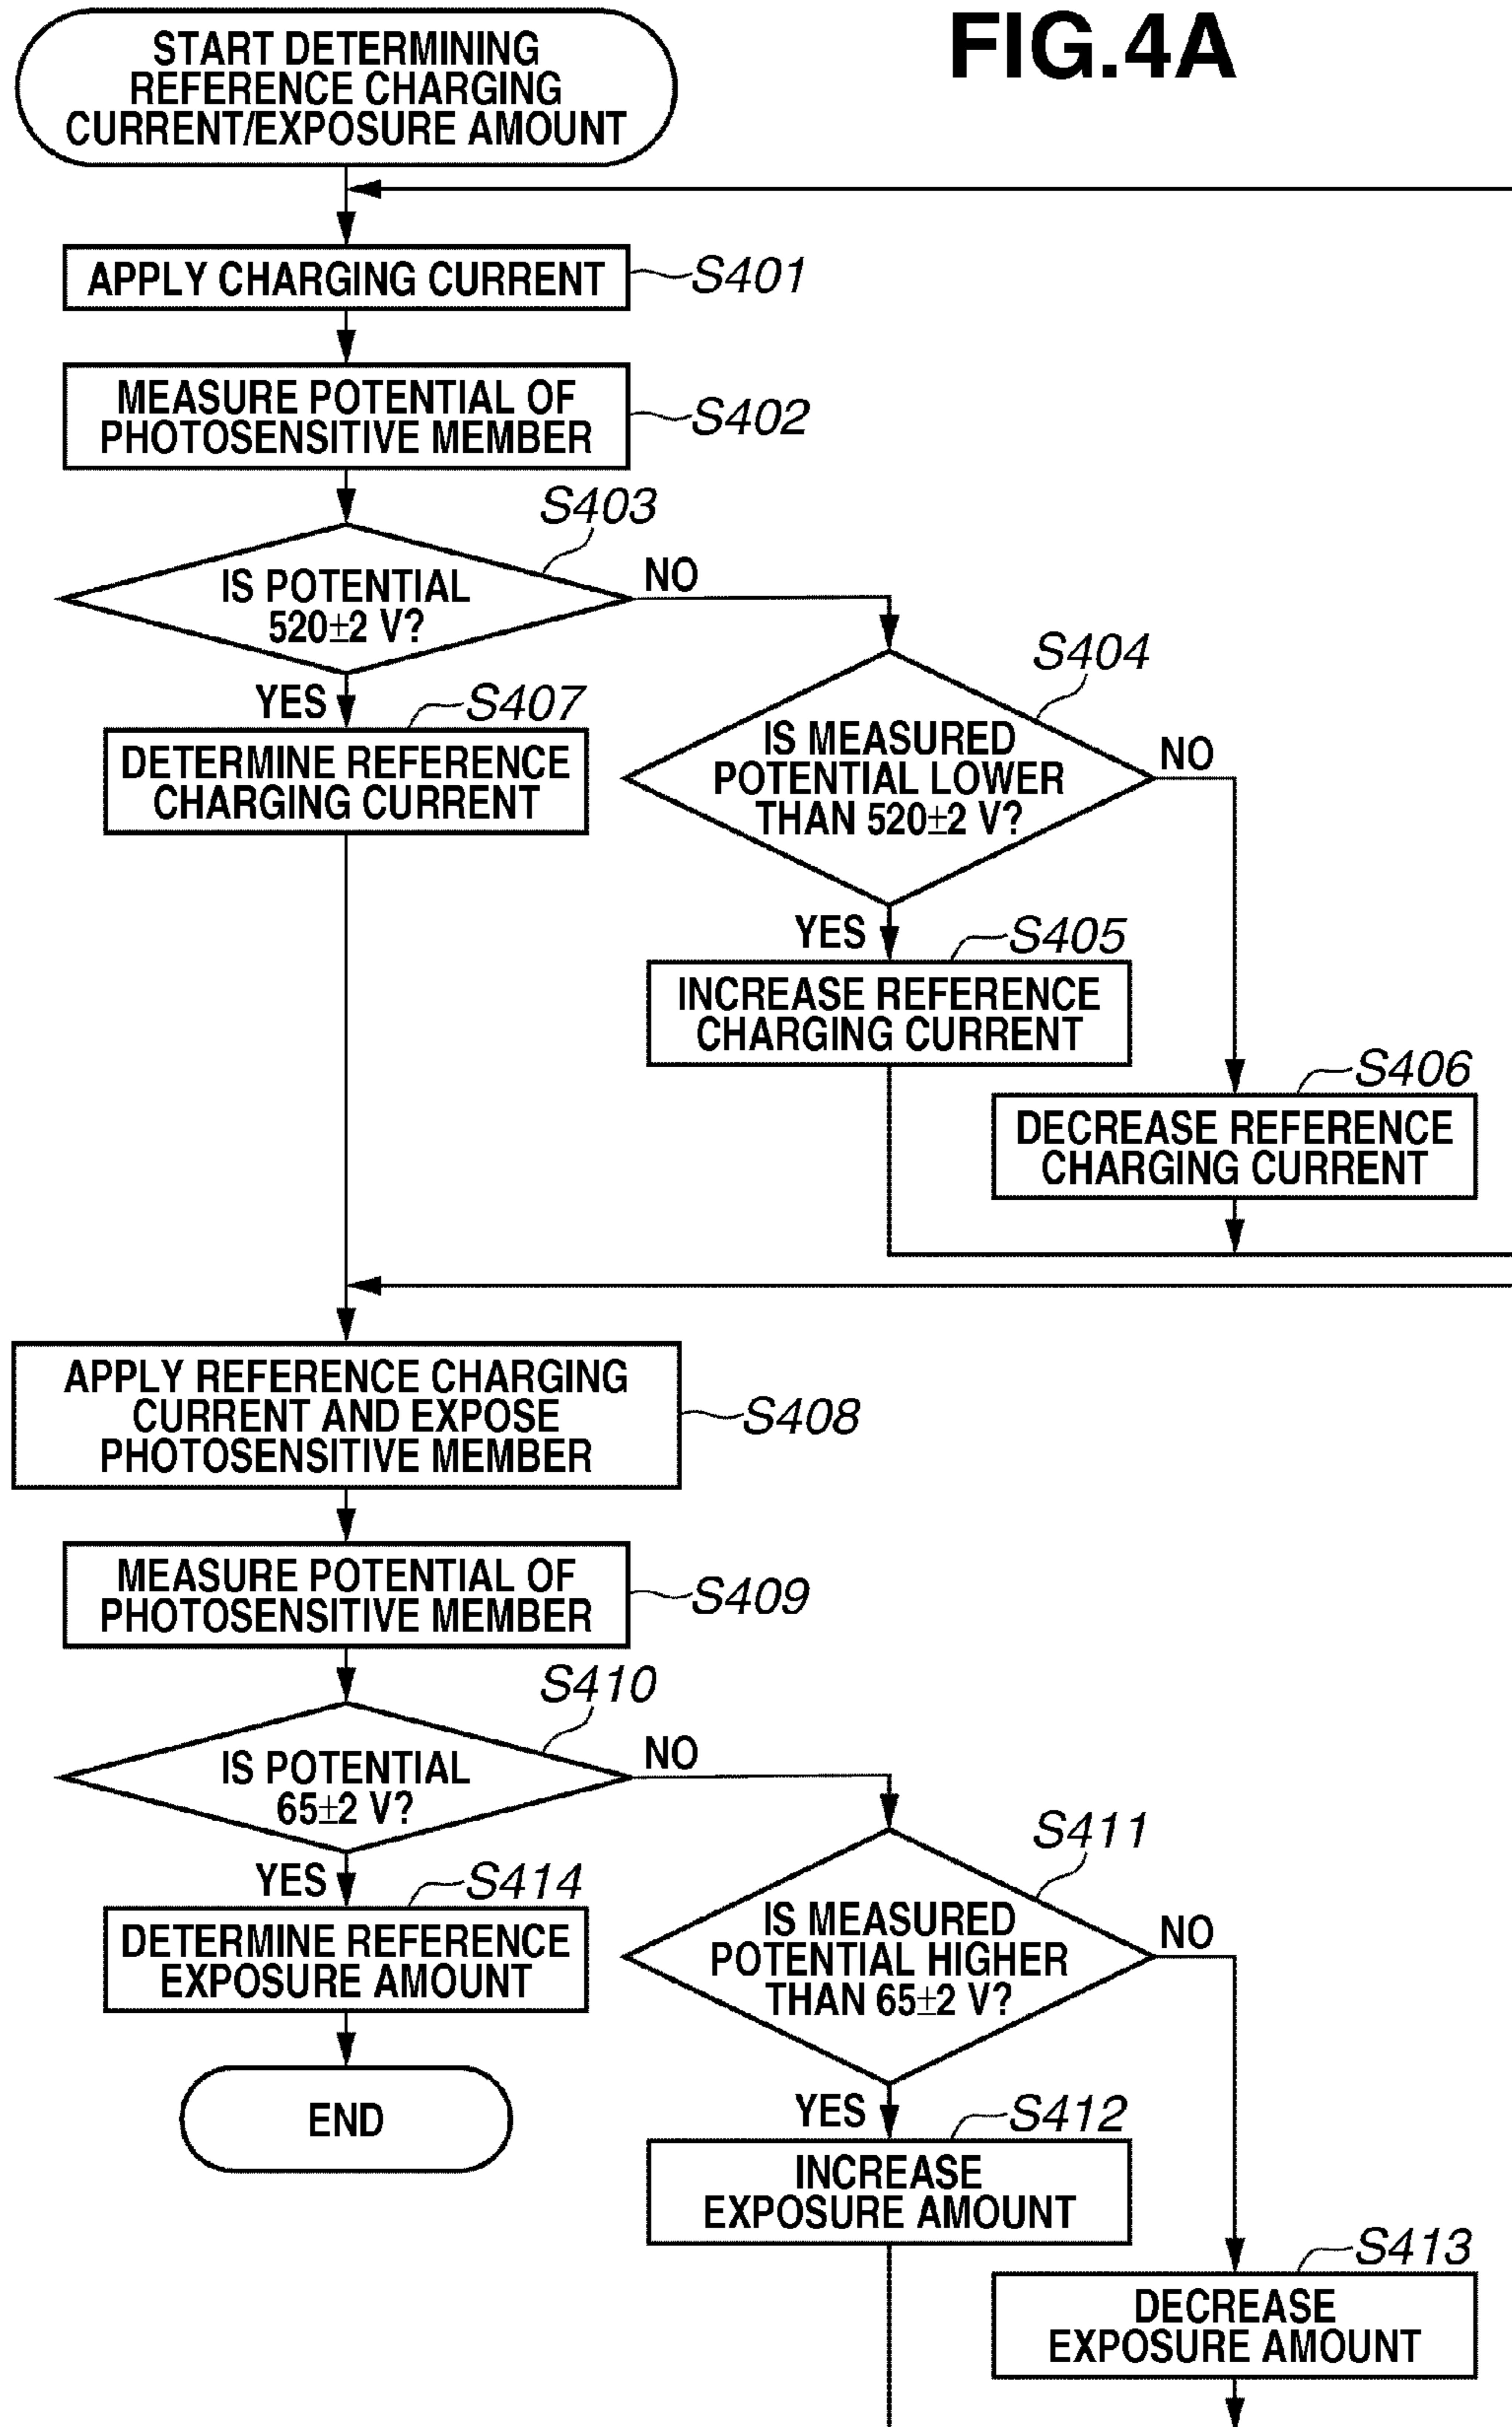 FIG.4A
START DETERMINING
REFERENCE CHARGING
CURRENT/EXPOSURE AMOUNT
APPLY CHARGING CURRENT
S401
MEASURE POTENTIAL OF
PHOTOSENSITIVE MEMBER
S402
S403
IS POTENTIAL
520±2 V?
NO
YES
S407
DETERMINE REFERENCE
CHARGING CURRENT
S404
IS MEASURED
POTENTIAL LOWER
THAN 520±2 V?
NO
YES
S405
INCREASE REFERENCE
CHARGING CURRENT
S406
DECREASE REFERENCE
CHARGING CURRENT
APPLY REFERENCE CHARGING
CURRENT AND EXPOSE
PHOTOSENSITIVE MEMBER
S408
MEASURE POTENTIAL OF
PHOTOSENSITIVE MEMBER
S409
S410
IS POTENTIAL
65±2 V?
NO
YES
S414
DETERMINE REFERENCE
EXPOSURE AMOUNT
END
S411
IS MEASURED
POTENTIAL HIGHER
THAN 65±2 V?
NO
YES
S412
INCREASE
EXPOSURE AMOUNT
S413
DECREASE
EXPOSURE AMOUNT